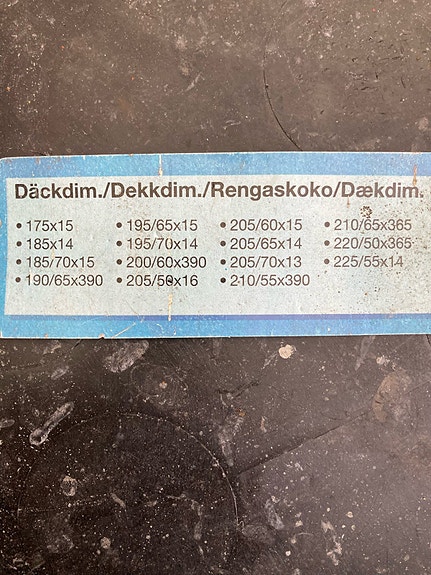 Däckdim./Dekkdim./Rengaskoko/Dækdim.
• 175x15 • 195/65x15 • 205/60x15 • 210/65x365
• 185x14 • 195/70x14 • 205/65x14 • 220/50x365
• 185/70x15 • 200/60x390 • 205/70x13 • 225/55x14
• 190/65x390 • 205/50x16 • 210/55x390